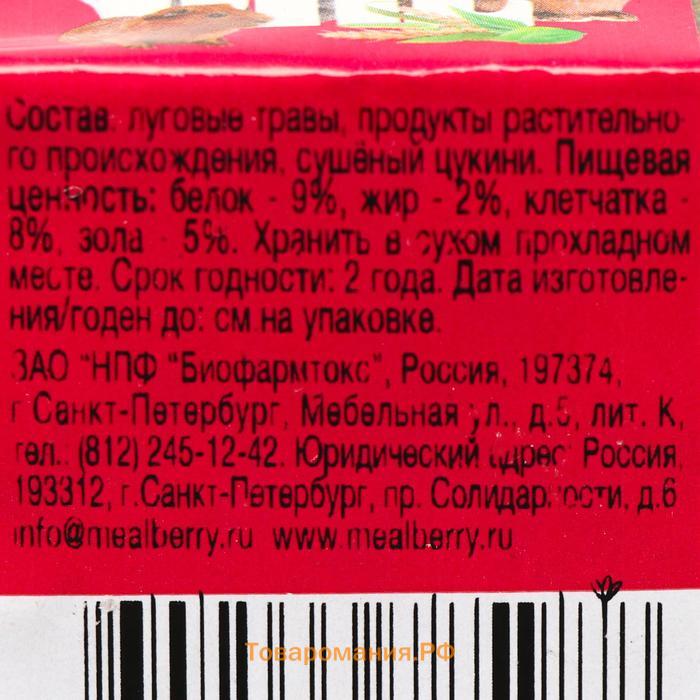 Состав: луговые травы, продукты растительно-
го происхождения, сушёный цукини. Пищевая
ценность: белок - 9%, жир - 2%, клетчатка -
8%, зола - 5%. Хранить в сухом прохладном
месте. Срок годности: 2 года. Дата изготовле-
ния/годен до: см на упаковке.
ЗАО "НПФ "Биофармтокс", Россия, 197374,
г Санкт-Петербург, Мебельная ул., д.5, лит. К,
тел.: (812) 245-12-42. Юридический адрес: Россия,
193312, г.Санкт-Петербург, пр. Солидарности, д.6
info@mealberry.ru www.mealberry.ru
Товаромания.РФ